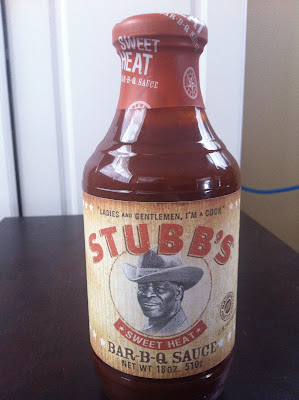 SWEET
HEAT
BAR-B-Q SAUCE
"LADIES AND GENTLEMEN, I'M A COOK"
STUBB'S
SWEET HEAT
BAR-B-Q SAUCE
NET WT 18OZ. 510g